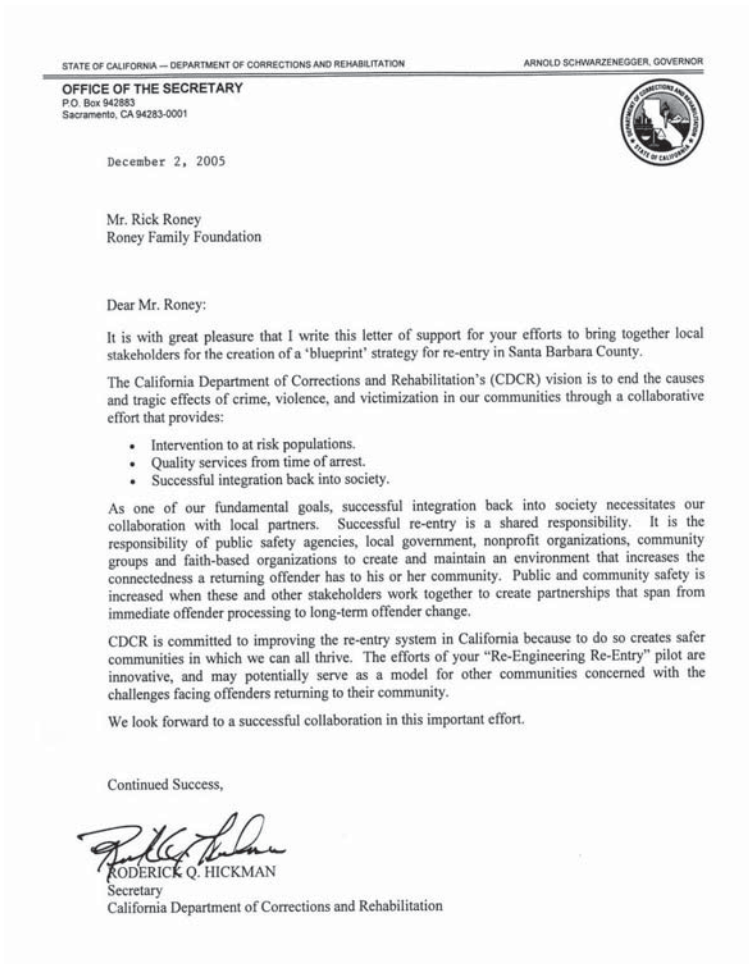 STATE OF CALIFORNIA — DEPARTMENT OF CORRECTIONS AND REHABILITATION
ARNOLD SCHWARZENEGGER, GOVERNOR
OFFICE OF THE SECRETARY
P.O. Box 942883
Sacramento, CA 94283-0001
DEPARTMENT OF CORRECTIONS AND REHABILITATION
STATE OF CALIFORNIA
December 2, 2005
Mr. Rick Roney
Roney Family Foundation
Dear Mr. Roney:
It is with great pleasure that I write this letter of support for your efforts to bring together local
stakeholders for the creation of a 'blueprint' strategy for re-entry in Santa Barbara County.
The California Department of Corrections and Rehabilitation's (CDCR) vision is to end the causes
and tragic effects of crime, violence, and victimization in our communities through a collaborative
effort that provides:
• Intervention to at risk populations.
• Quality services from time of arrest.
• Successful integration back into society.
As one of our fundamental goals, successful integration back into society necessitates our
collaboration with local partners. Successful re-entry is a shared responsibility. It is the
responsibility of public safety agencies, local government, nonprofit organizations, community
groups and faith-based organizations to create and maintain an environment that increases the
connectedness a returning offender has to his or her community. Public and community safety is
increased when these and other stakeholders work together to create partnerships that span from
immediate offender processing to long-term offender change.
CDCR is committed to improving the re-entry system in California because to do so creates safer
communities in which we can all thrive. The efforts of your "Re-Engineering Re-Entry" pilot are
innovative, and may potentially serve as a model for other communities concerned with the
challenges facing offenders returning to their community.
We look forward to a successful collaboration in this important effort.
Continued Success,
RODERICK Q. HICKMAN
Secretary
California Department of Corrections and Rehabilitation